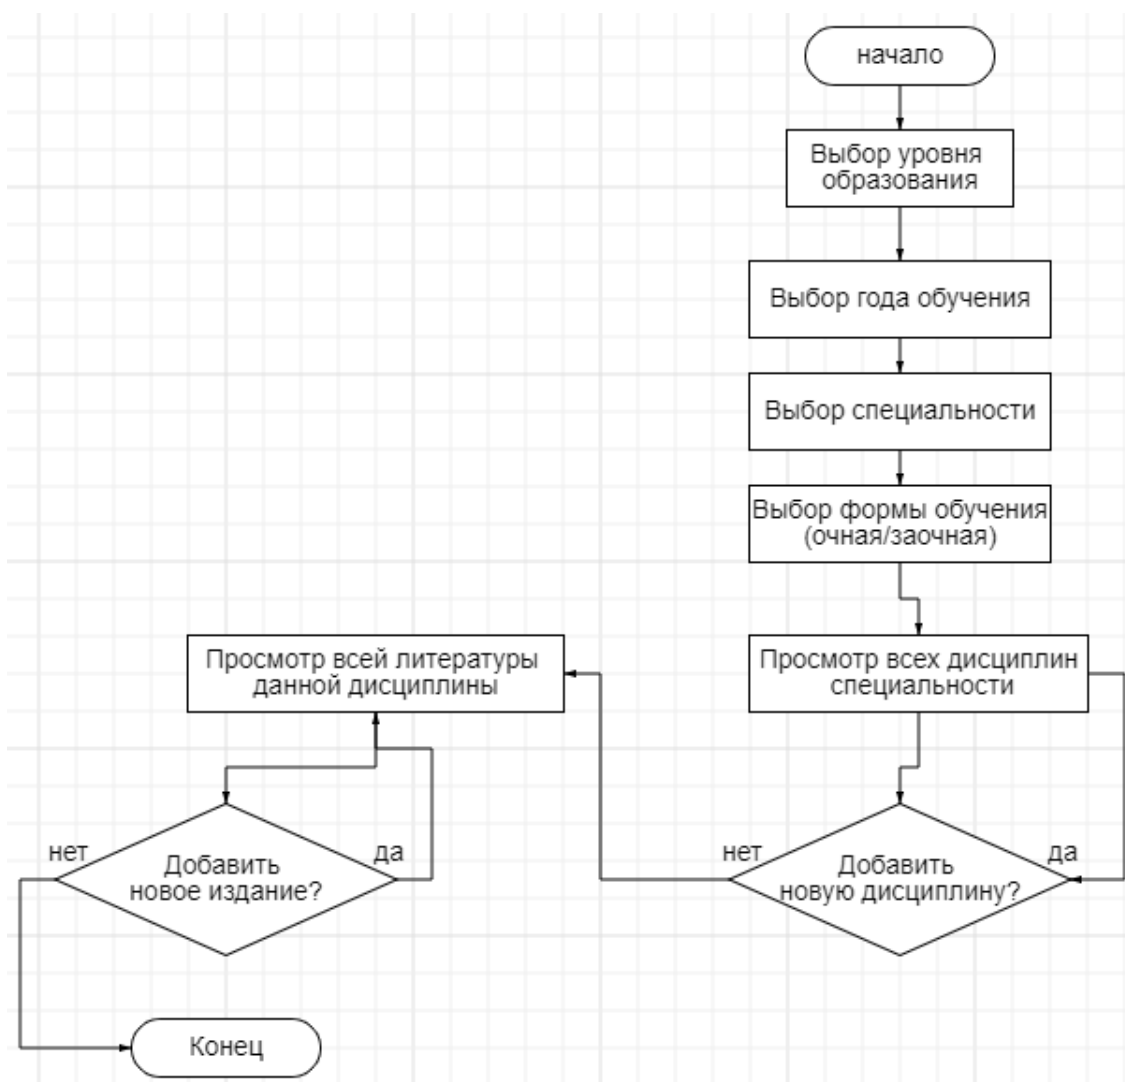 начало
Выбор уровня
образования
Выбор года обучения
Выбор специальности
Выбор формы обучения
(очная/заочная)
Просмотр всех дисциплин
специальности
нет
да
Добавить
новую дисциплину?
Просмотр всей литературы
данной дисциплины
нет
да
Добавить
новое издание?
Конец